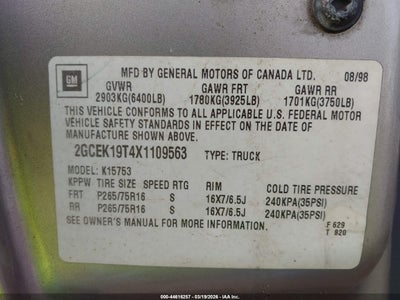 GM
MFD BY GENERAL MOTORS OF CANADA LTD. 08/98
GVWR GAWR FRT GAWR RR
2903KG(6400LB) 1780KG(3925LB) 1701KG(3750LB)
THIS VEHICLE CONFORMS TO ALL APPLICABLE U.S. FEDERAL MOTOR
VEHICLE SAFETY STANDARDS IN EFFECT ON THE DATE OF
MANUFACTURE SHOWN ABOVE.
2GCEK19T4X1109563 TYPE: TRUCK
MODEL: K15753
KPPW TIRE SIZE SPEED RTG RIM COLD TIRE PRESSURE
FRT P265/75R16 S 16X7/6.5J 240KPA(35PSI)
RR P265/75R16 S 16X7/6.5J 240KPA(35PSI)
SEE OWNER'S MANUAL FOR MORE INFORMATION.
F 629
T 820
ID: 44616257 - 03/19/2026 - IAA Holdings, LLC